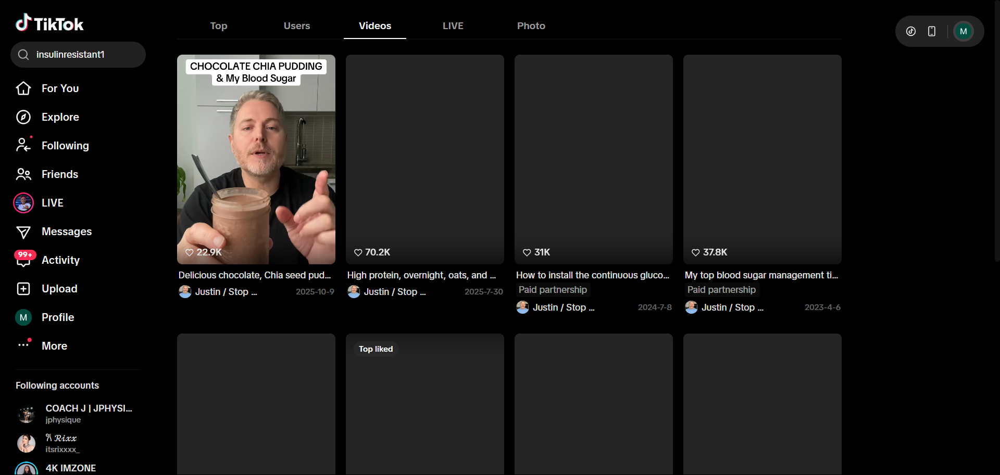 TikTok
insulinresistant1
For You
Explore
Following
Friends
LIVE
Messages
99+
Activity
Upload
M
Profile
More
Following accounts
COACH J | JPHYSI...
jphysique
𐂂 𝓡𝓲𝔁𝔁
itsrixxxx_
4K IMZONE
Top
Users
Videos
LIVE
Photo
M
CHOCOLATE CHIA PUDDING
& My Blood Sugar
22.9K
Delicious chocolate, Chia seed pud...
Justin / Stop ...
2025-10-9
70.2K
High protein, overnight, oats, and ...
Justin / Stop ...
2025-7-30
31K
How to install the continuous gluco...
Paid partnership
Justin / Stop ...
2024-7-8
37.8K
My top blood sugar management ti...
Paid partnership
Justin / Stop ...
2023-4-6
Top liked